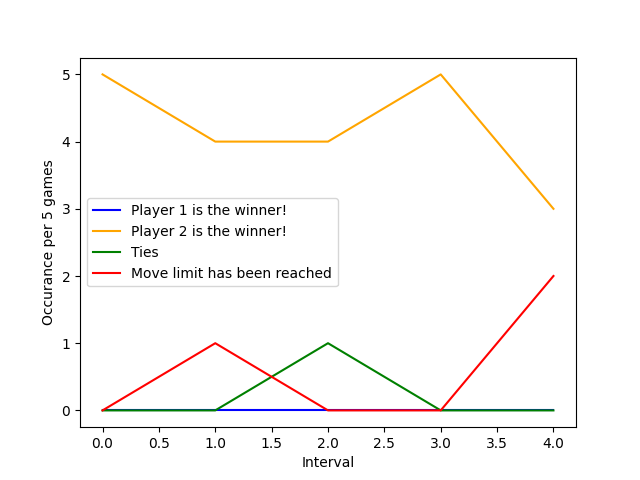 5
4
3
2
1
0
Occurance per 5 games
Player 1 is the winner!
Player 2 is the winner!
Ties
Move limit has been reached
0.0 0.5 1.0 1.5 2.0 2.5 3.0 3.5 4.0
Interval